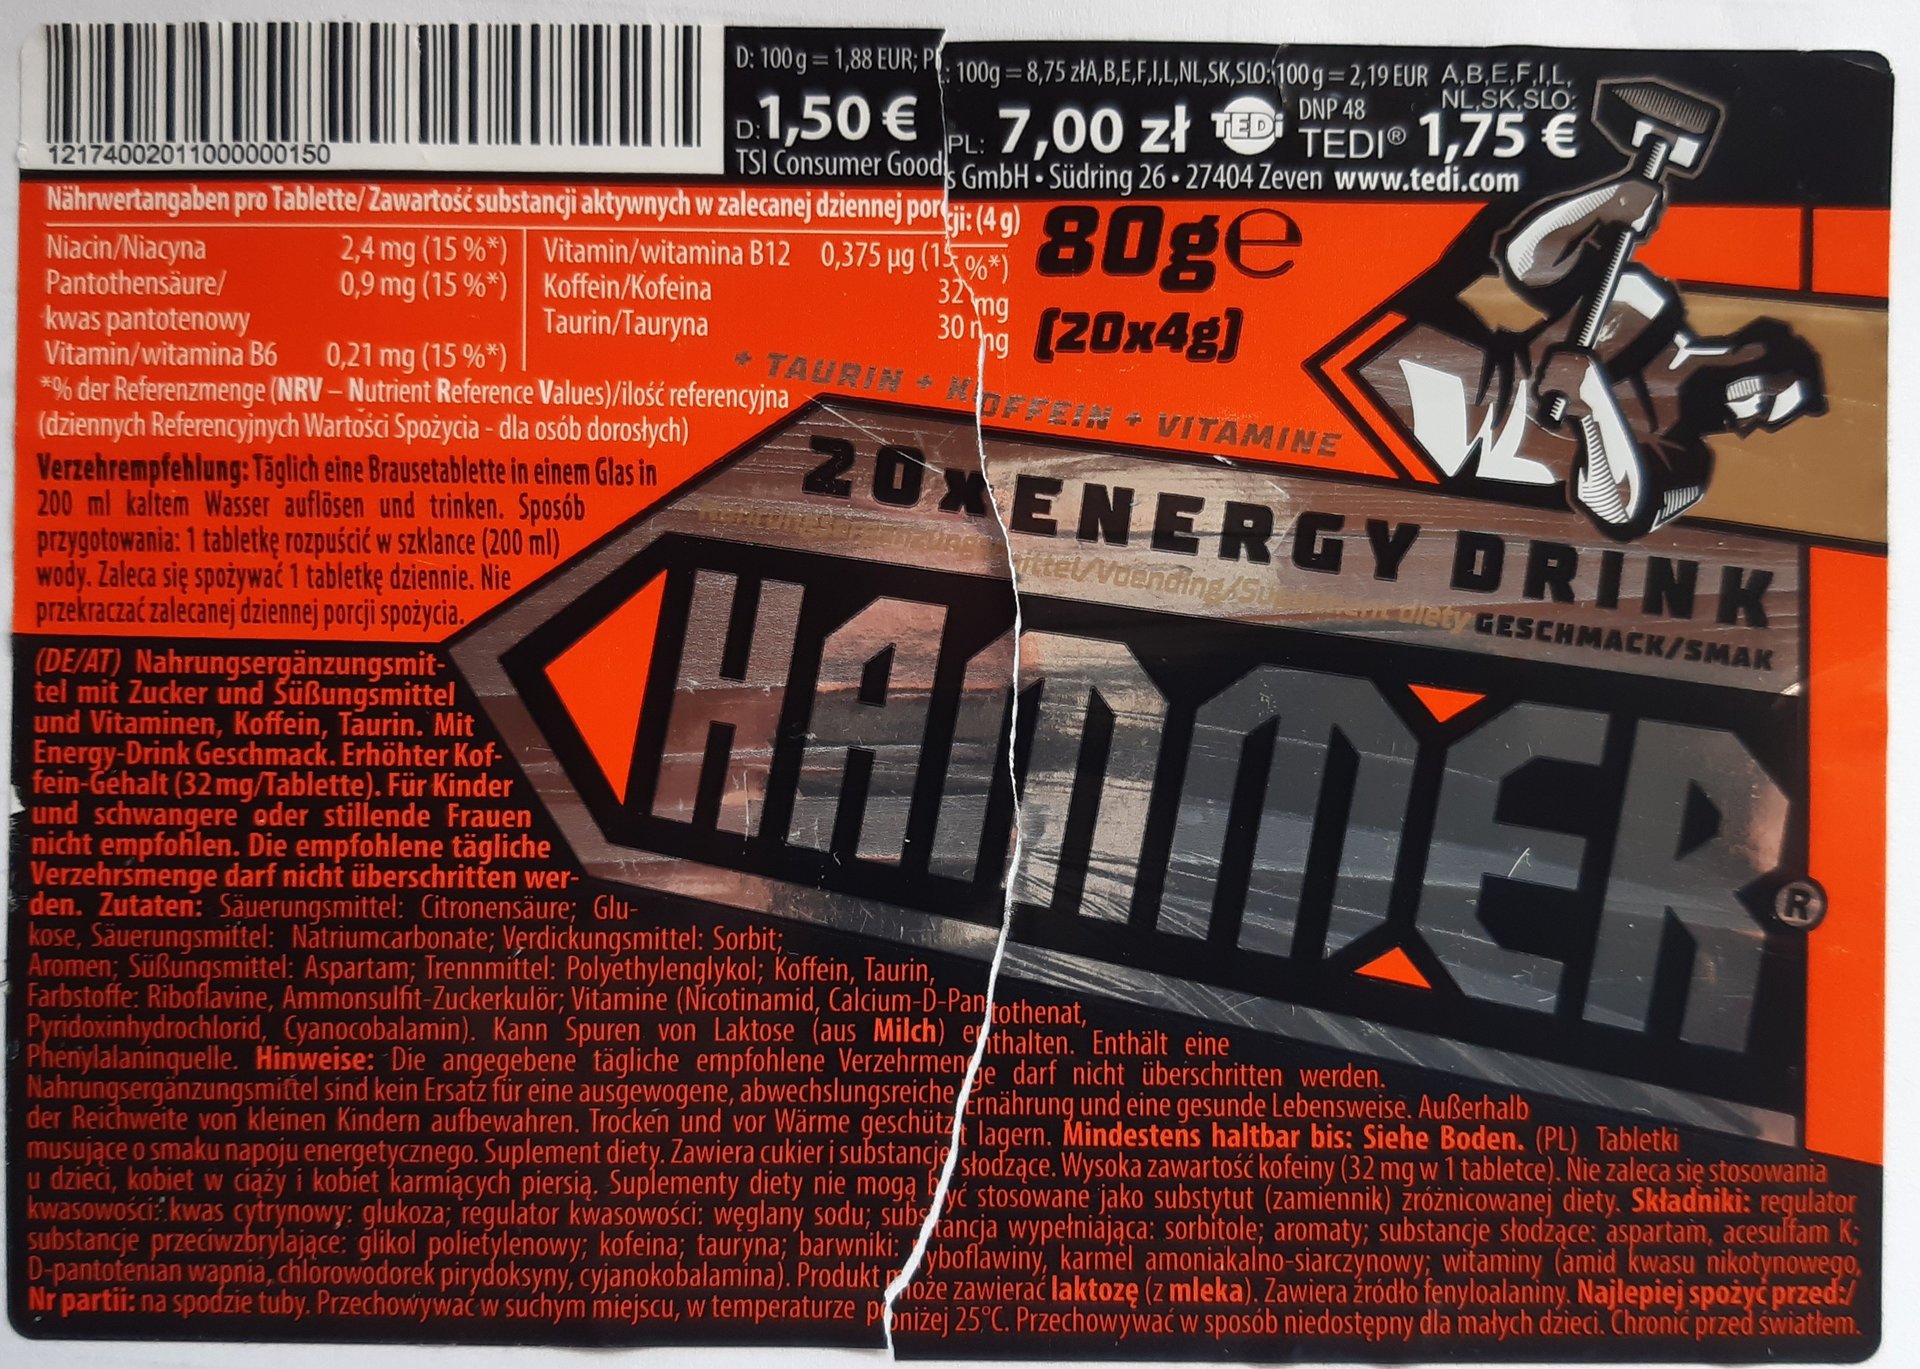 D: 100 g = 1,88 EUR; PL: 100g = 8,75 złA,B,E,F,I,L,NL,SK,SLO: 100 g = 2,19 EUR A,B,E,F,I,L,
NL,SK,SLO:
D: 1,50 € PL: 7,00 zł TEDi DNP 48
TEDI® 1,75 €
12174002011000000150
TSI Consumer Goods GmbH • Südring 26 • 27404 Zeven www.tedi.com
Nährwertangaben pro Tablette/ Zawartość substancji aktywnych w zalecanej dziennej porcji: (4 g)
Niacin/Niacyna 2,4 mg (15 %*)
Pantothensäure/ 0,9 mg (15 %*)
kwas pantotenowy
Vitamin/witamina B6 0,21 mg (15 %*)
Vitamin/witamina B12 0,375 µg (15 %*)
Koffein/Kofeina 32 mg
Taurin/Tauryna 30 mg
*% der Referenzmenge (NRV – Nutrient Reference Values)/ilość referencyjna
(dziennych Referencyjnych Wartości Spożycia - dla osób dorosłych)
80g e
[20x4g]
+ TAURIN + KOFFEIN + VITAMINE
20xENERGY DRINK
Nahrungsergänzungsmittel/Voending/Suplement diety
GESCHMACK/SMAK
HAMMER®
Verzehrempfehlung: Täglich eine Brausetablette in einem Glas in
200 ml kaltem Wasser auflösen und trinken. Sposób
przygotowania: 1 tabletkę rozpuścić w szklance (200 ml)
wody. Zaleca się spożywać 1 tabletkę dziennie. Nie
przekraczać zalecanej dziennej porcji spożycia.
(DE/AT) Nahrungsergänzungsmit-
tel mit Zucker und Süßungsmittel
und Vitaminen, Koffein, Taurin. Mit
Energy-Drink Geschmack. Erhöhter Kof-
fein-Gehalt (32 mg/Tablette). Für Kinder
und schwangere oder stillende Frauen
nicht empfohlen. Die empfohlene tägliche
Verzehrsmenge darf nicht überschritten wer-
den. Zutaten: Säuerungsmittel: Citronensäure; Glu-
kose, Säuerungsmittel: Natriumcarbonate; Verdickungsmittel: Sorbit;
Aromen; Süßungsmittel: Aspartam; Trennmittel: Polyethylenglykol; Koffein, Taurin,
Farbstoffe: Riboflavine, Ammonsulfit-Zuckerkulör; Vitamine (Nicotinamid, Calcium-D-Pantothenat,
Pyridoxinhydrochlorid, Cyanocobalamin). Kann Spuren von Laktose (aus Milch) enthalten. Enthält eine
Phenylalaninquelle. Hinweise: Die angegebene tägliche empfohlene Verzehrmenge darf nicht überschritten werden.
Nahrungsergänzungsmittel sind kein Ersatz für eine ausgewogene, abwechslungsreiche Ernährung und eine gesunde Lebensweise. Außerhalb
der Reichweite von kleinen Kindern aufbewahren. Trocken und vor Wärme geschützt lagern. Mindestens haltbar bis: Siehe Boden. (PL) Tabletki
musujące o smaku napoju energetycznego. Suplement diety. Zawiera cukier i substancje słodzące. Wysoka zawartość kofeiny (32 mg w 1 tabletce). Nie zaleca się stosowania
u dzieci, kobiet w ciąży i kobiet karmiących piersią. Suplementy diety nie mogą być stosowane jako substytut (zamiennik) zróżnicowanej diety. Składniki: regulator
kwasowości: kwas cytrynowy; glukoza; regulator kwasowości: węglany sodu; substancja wypełniająca: sorbitole; aromaty; substancje słodzące: aspartam, acesulfam K;
substancje przeciwzbrylające: glikol polietylenowy; kofeina; tauryna; barwniki: ryboflawiny, karmel amoniakalno-siarczynowy; witaminy (amid kwasu nikotynowego,
D-pantotenian wapnia, chlorowodorek pirydoksyny, cyjanokobalamina). Produkt może zawierać laktozę (z mleka). Zawiera źródło fenyloalaniny. Najlepiej spożyć przed:/
Nr partii: na spodzie tuby. Przechowywać w suchym miejscu, w temperaturze poniżej 25°C. Przechowywać w sposób niedostępny dla małych dzieci. Chronić przed światłem.